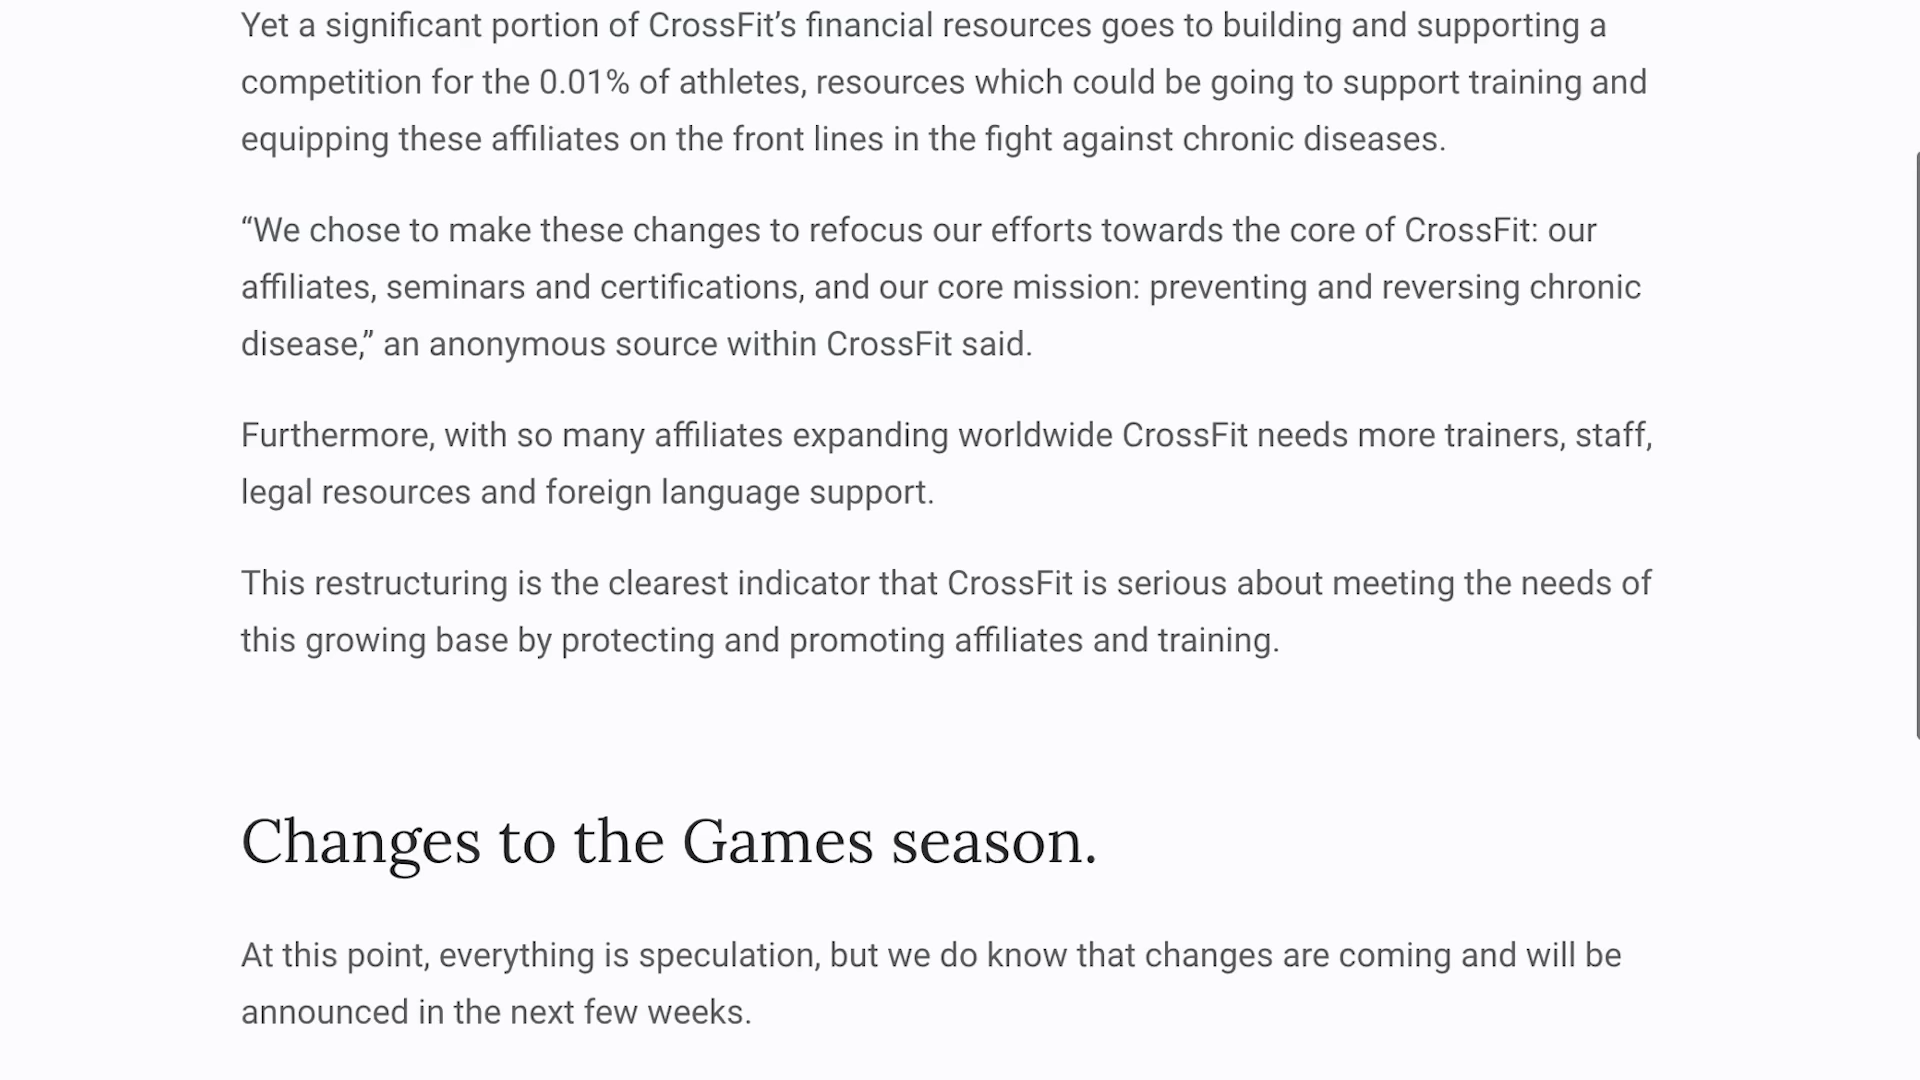 Yet a significant portion of CrossFit’s financial resources goes to building and supporting a
competition for the 0.01% of athletes, resources which could be going to support training and
equipping these affiliates on the front lines in the fight against chronic diseases.
“We chose to make these changes to refocus our efforts towards the core of CrossFit: our
affiliates, seminars and certifications, and our core mission: preventing and reversing chronic
disease,” an anonymous source within CrossFit said.
Furthermore, with so many affiliates expanding worldwide CrossFit needs more trainers, staff,
legal resources and foreign language support.
This restructuring is the clearest indicator that CrossFit is serious about meeting the needs of
this growing base by protecting and promoting affiliates and training.
Changes to the Games season.
At this point, everything is speculation, but we do know that changes are coming and will be
announced in the next few weeks.